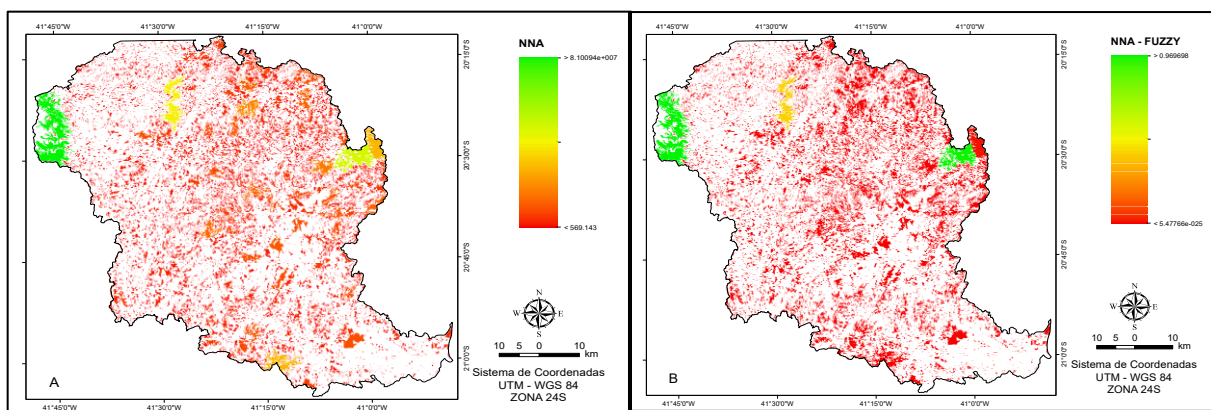 41°45'0"W 41°30'0"W 41°15'0"W 41°0'0"W
NNA
> 8.10094e+007
< 569.143
20°15'0"S
20°30'0"S
20°45'0"S
21°0'0"S
N
W E
S
10 5 0 10
km
Sistema de Coordenadas
UTM - WGS 84
ZONA 24S
A
41°45'0"W 41°30'0"W 41°15'0"W 41°0'0"W
41°45'0"W 41°30'0"W 41°15'0"W 41°0'0"W
NNA - FUZZY
> 0.969698
< 5.47766e-025
20°15'0"S
20°30'0"S
20°45'0"S
21°0'0"S
N
W E
S
10 5 0 10
km
Sistema de Coordenadas
UTM - WGS 84
ZONA 24S
B
41°45'0"W 41°30'0"W 41°15'0"W 41°0'0"W